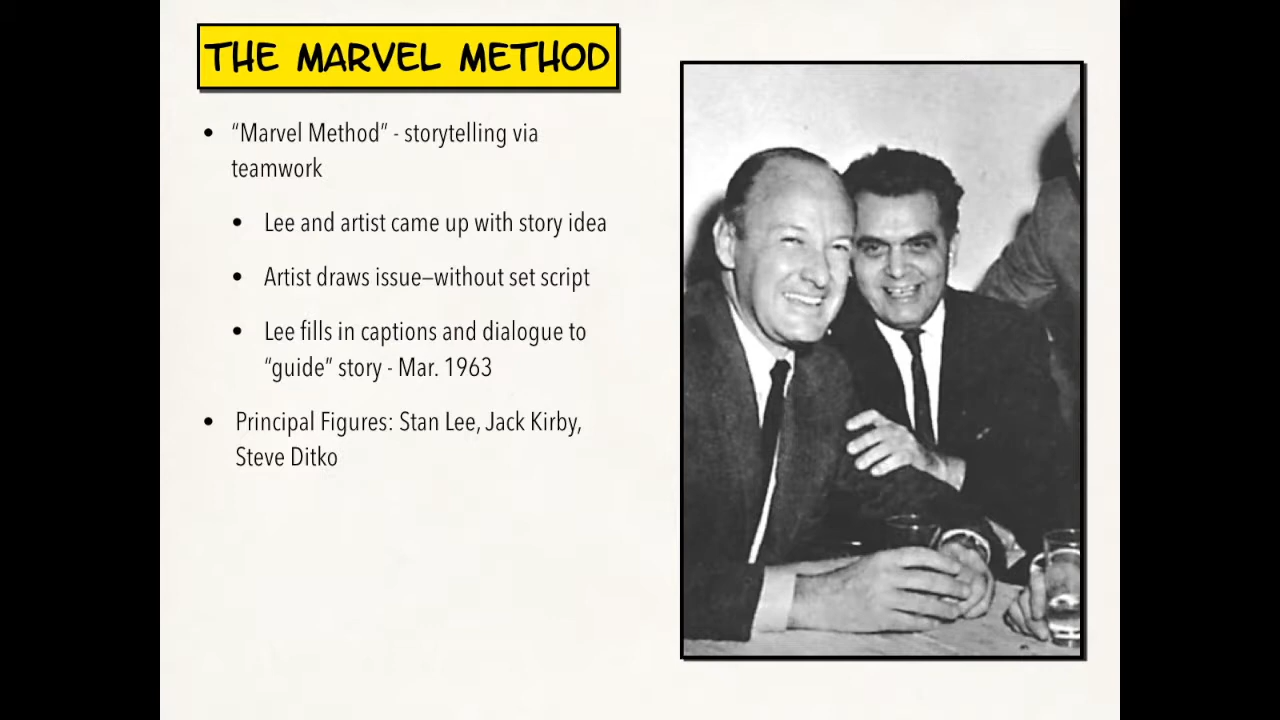 THE MARVEL METHOD
• “Marvel Method” - storytelling via
teamwork
• Lee and artist came up with story idea
• Artist draws issue—without set script
• Lee fills in captions and dialogue to
“guide” story - Mar. 1963
• Principal Figures: Stan Lee, Jack Kirby,
Steve Ditko